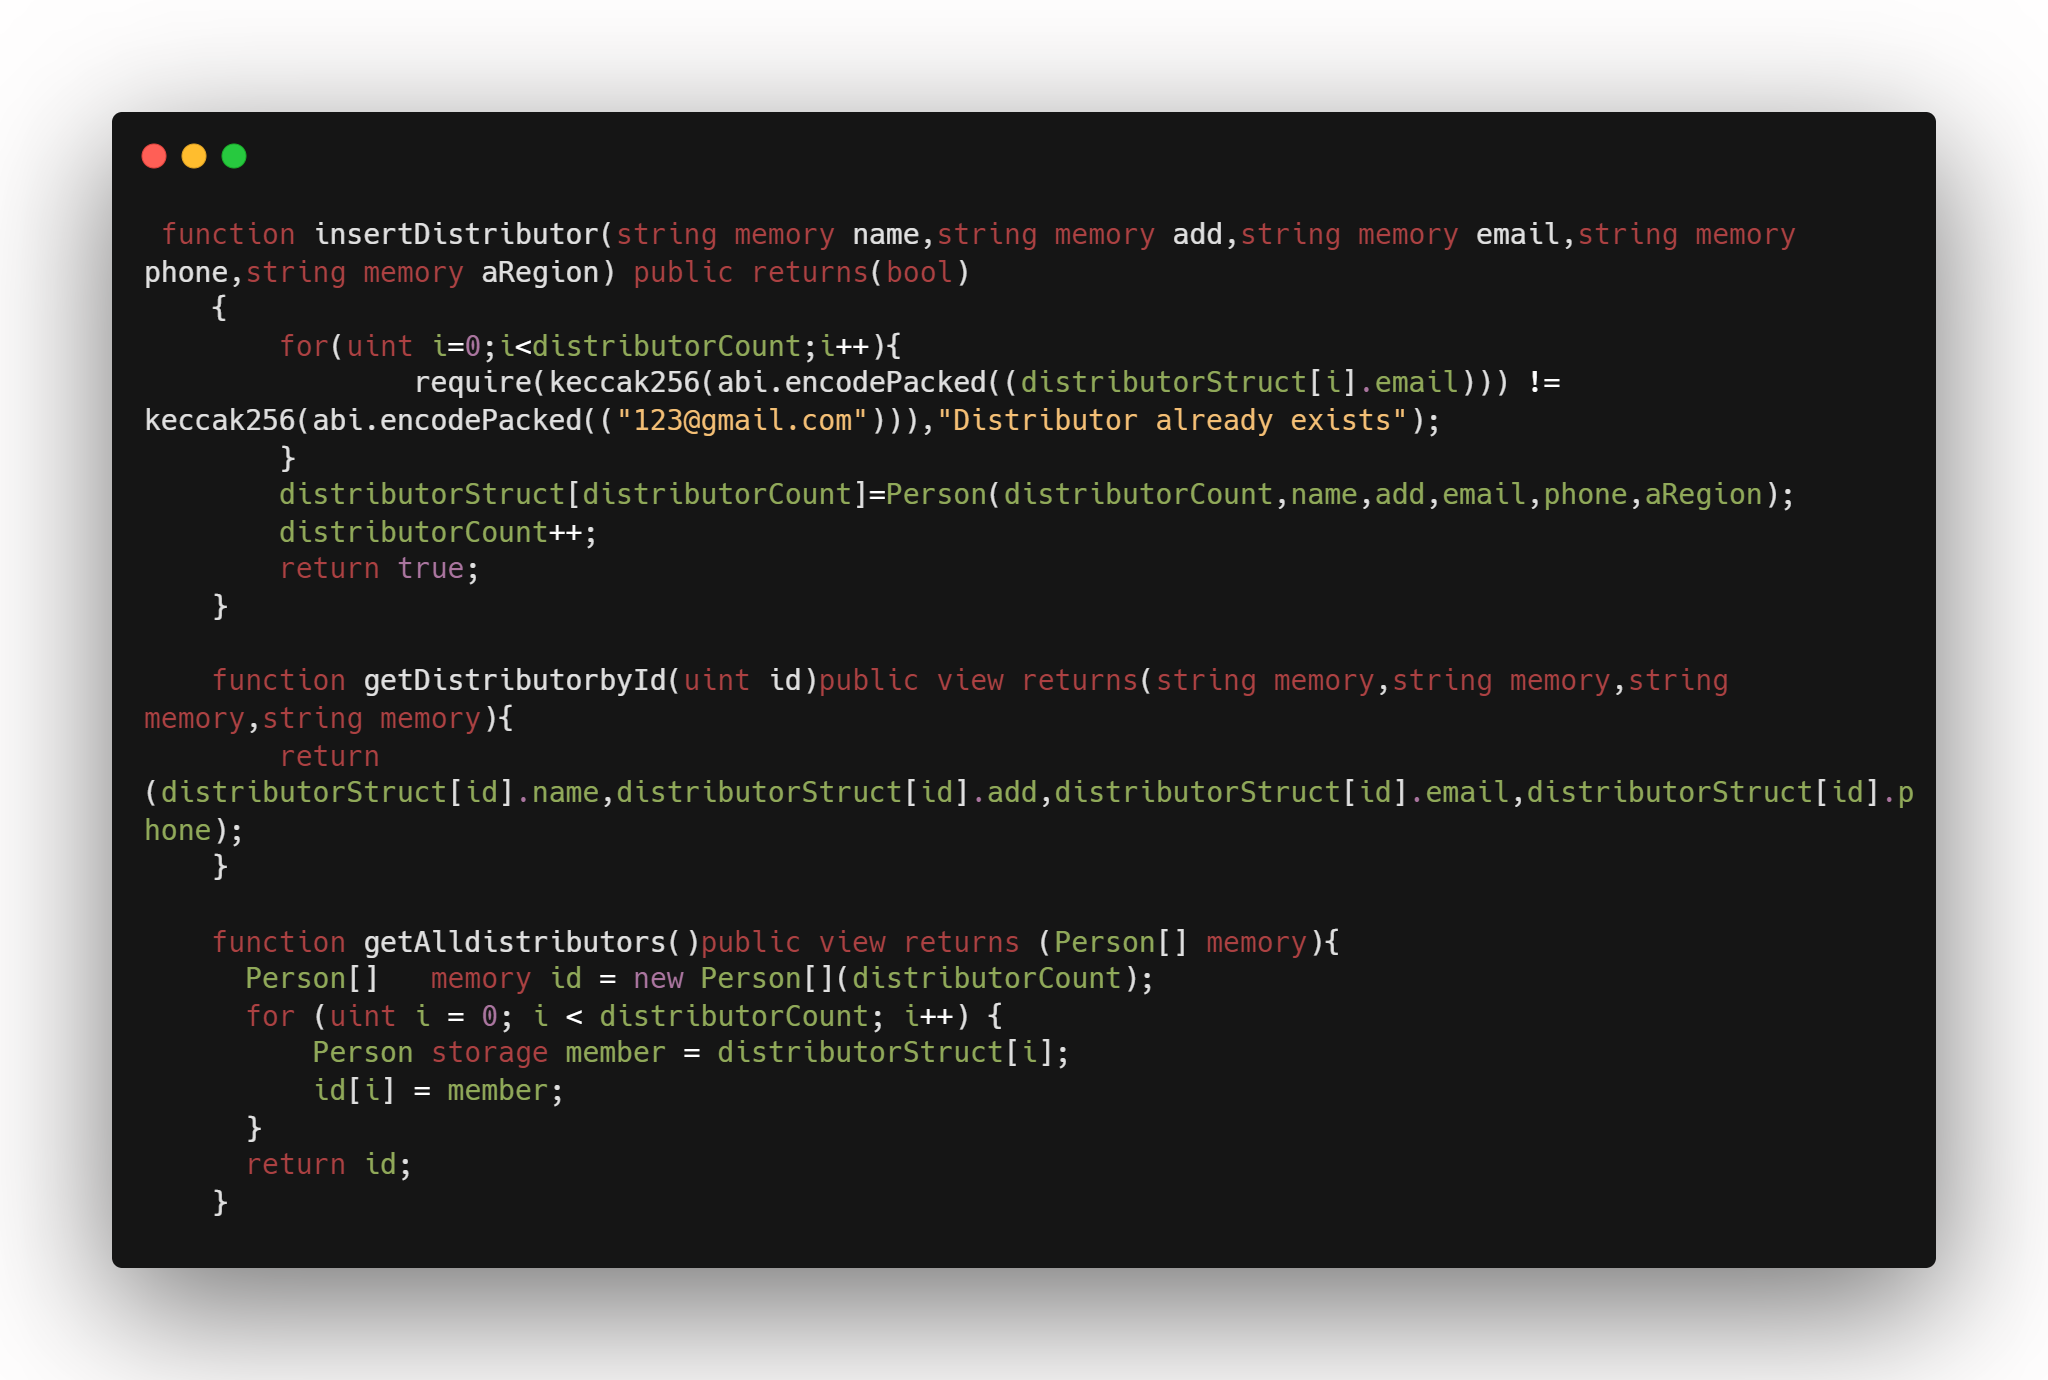 function insertDistributor(string memory name,string memory add,string memory email,string memory
phone,string memory aRegion) public returns(bool)
{
for(uint i=0;i<distributorCount;i++){
require(keccak256(abi.encodePacked((distributorStruct[i].email))) !=
keccak256(abi.encodePacked(("123@gmail.com"))),"Distributor already exists");
}
distributorStruct[distributorCount]=Person(distributorCount,name,add,email,phone,aRegion);
distributorCount++;
return true;
}
function getDistributorbyId(uint id)public view returns(string memory,string memory,string
memory,string memory){
return
(distributorStruct[id].name,distributorStruct[id].add,distributorStruct[id].email,distributorStruct[id].p
hone);
}
function getAlldistributors()public view returns (Person[] memory){
Person[]   memory id = new Person[](distributorCount);
for (uint i = 0; i < distributorCount; i++) {
Person storage member = distributorStruct[i];
id[i] = member;
}
return id;
}